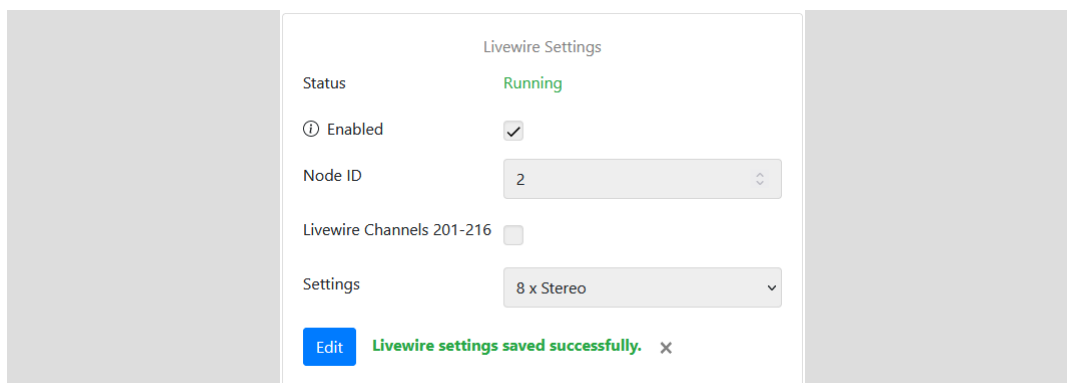 Livewire Settings
Status Running
Enabled
Node ID 2
Livewire Channels 201-216
Settings 8 x Stereo
Edit Livewire settings saved successfully.